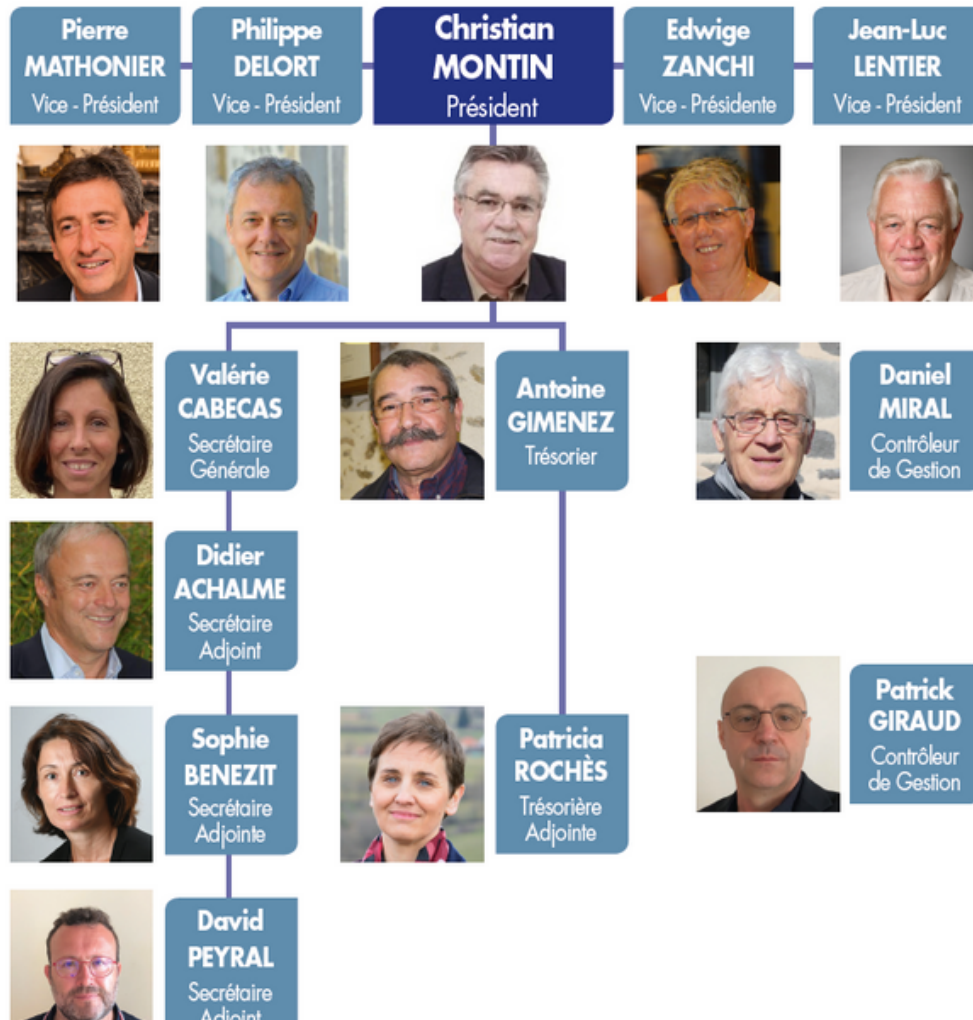 Pierre
MATHONIER
Vice - Président
Philippe
DELORT
Vice - Président
Christian
MONTIN
Président
Edwige
ZANCHI
Vice - Présidente
Jean-Luc
LENTIER
Vice - Président
Valérie
CABECAS
Secrétaire
Générale
Antoine
GIMENEZ
Trésorier
Daniel
MIRAL
Contrôleur
de Gestion
Didier
ACHALME
Secrétaire
Adjoint
Patrick
GIRAUD
Contrôleur
de Gestion
Sophie
BENEZIT
Secrétaire
Adjointe
Patricia
ROCHÈS
Trésorière
Adjointe
David
PEYRAL
Secrétaire
Adjoint